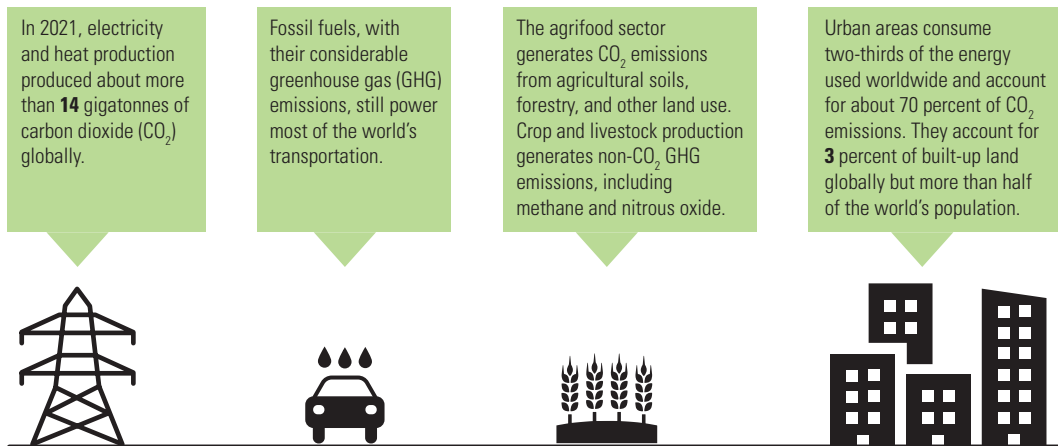 In 2021, electricity
and heat production
produced about more
than 14 gigatonnes of
carbon dioxide (CO₂)
globally.
Fossil fuels, with
their considerable
greenhouse gas (GHG)
emissions, still power
most of the world's
transportation.
The agrifood sector
generates CO₂ emissions
from agricultural soils,
forestry, and other land use.
Crop and livestock production
generates non-CO₂ GHG
emissions, including
methane and nitrous oxide.
Urban areas consume
two-thirds of the energy
used worldwide and account
for about 70 percent of CO₂
emissions. They account for
3 percent of built-up land
globally but more than half
of the world's population.